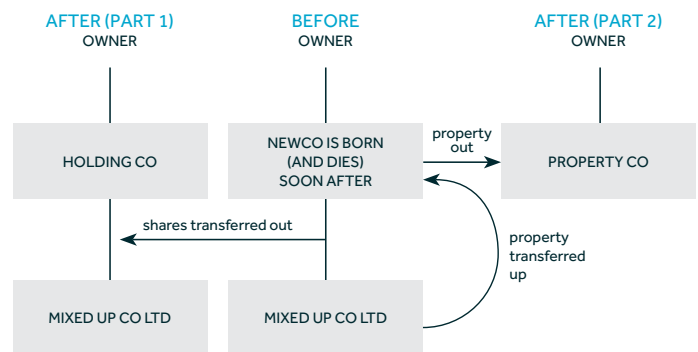 AFTER (PART 1)
OWNER
BEFORE
OWNER
AFTER (PART 2)
OWNER
HOLDING CO
NEWCO IS BORN
(AND DIES)
SOON AFTER
property
out
PROPERTY CO
shares transferred out
property
transferred
up
MIXED UP CO LTD
MIXED UP CO LTD